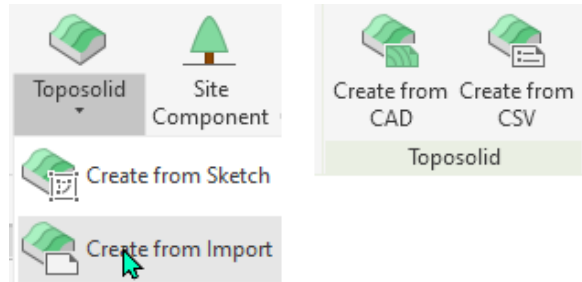 Toposolid
Site
Component
Create from Sketch
Create from Import
Create from
CAD
Create from
CSV
Toposolid